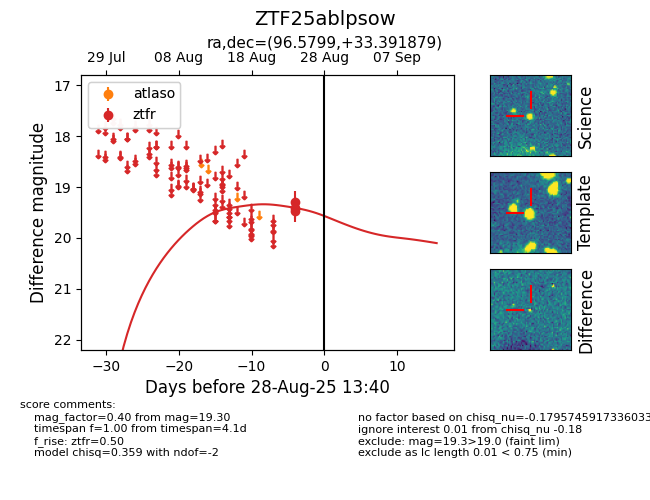 ZTF25ablpsow
ra,dec=(96.5799,+33.391879)
29 Jul 08 Aug 18 Aug 28 Aug 07 Sep
17
18
19
20
21
22
Difference magnitude
atlaso
ztfr
−30 −20 −10 0 10
Days before 28-Aug-25 13:40
Science
Template
Difference
score comments:
mag_factor=0.40 from mag=19.30
timespan f=1.00 from timespan=4.1d
f_rise: ztfr=0.50
model chisq=0.359 with ndof=-2
no factor based on chisq_nu=-0.1795745917336033
ignore interest 0.01 from chisq_nu -0.18
exclude: mag=19.3>19.0 (faint lim)
exclude as lc length 0.01 < 0.75 (min)